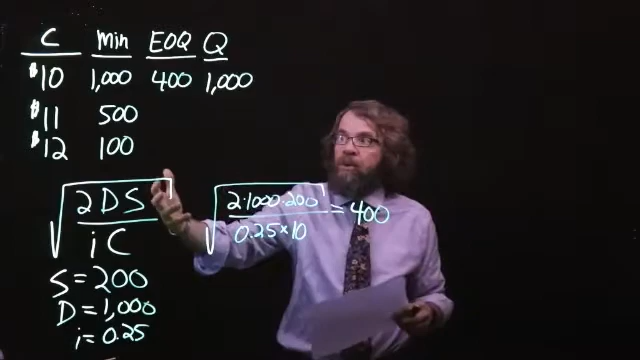 C Min EOQ Q
$10 1,000 400 1,000
$11 500
$12 100
√(2DS / iC) √(2·1000·200 / 0.25×10) = 400
S = 200
D = 1,000
i = 0.25